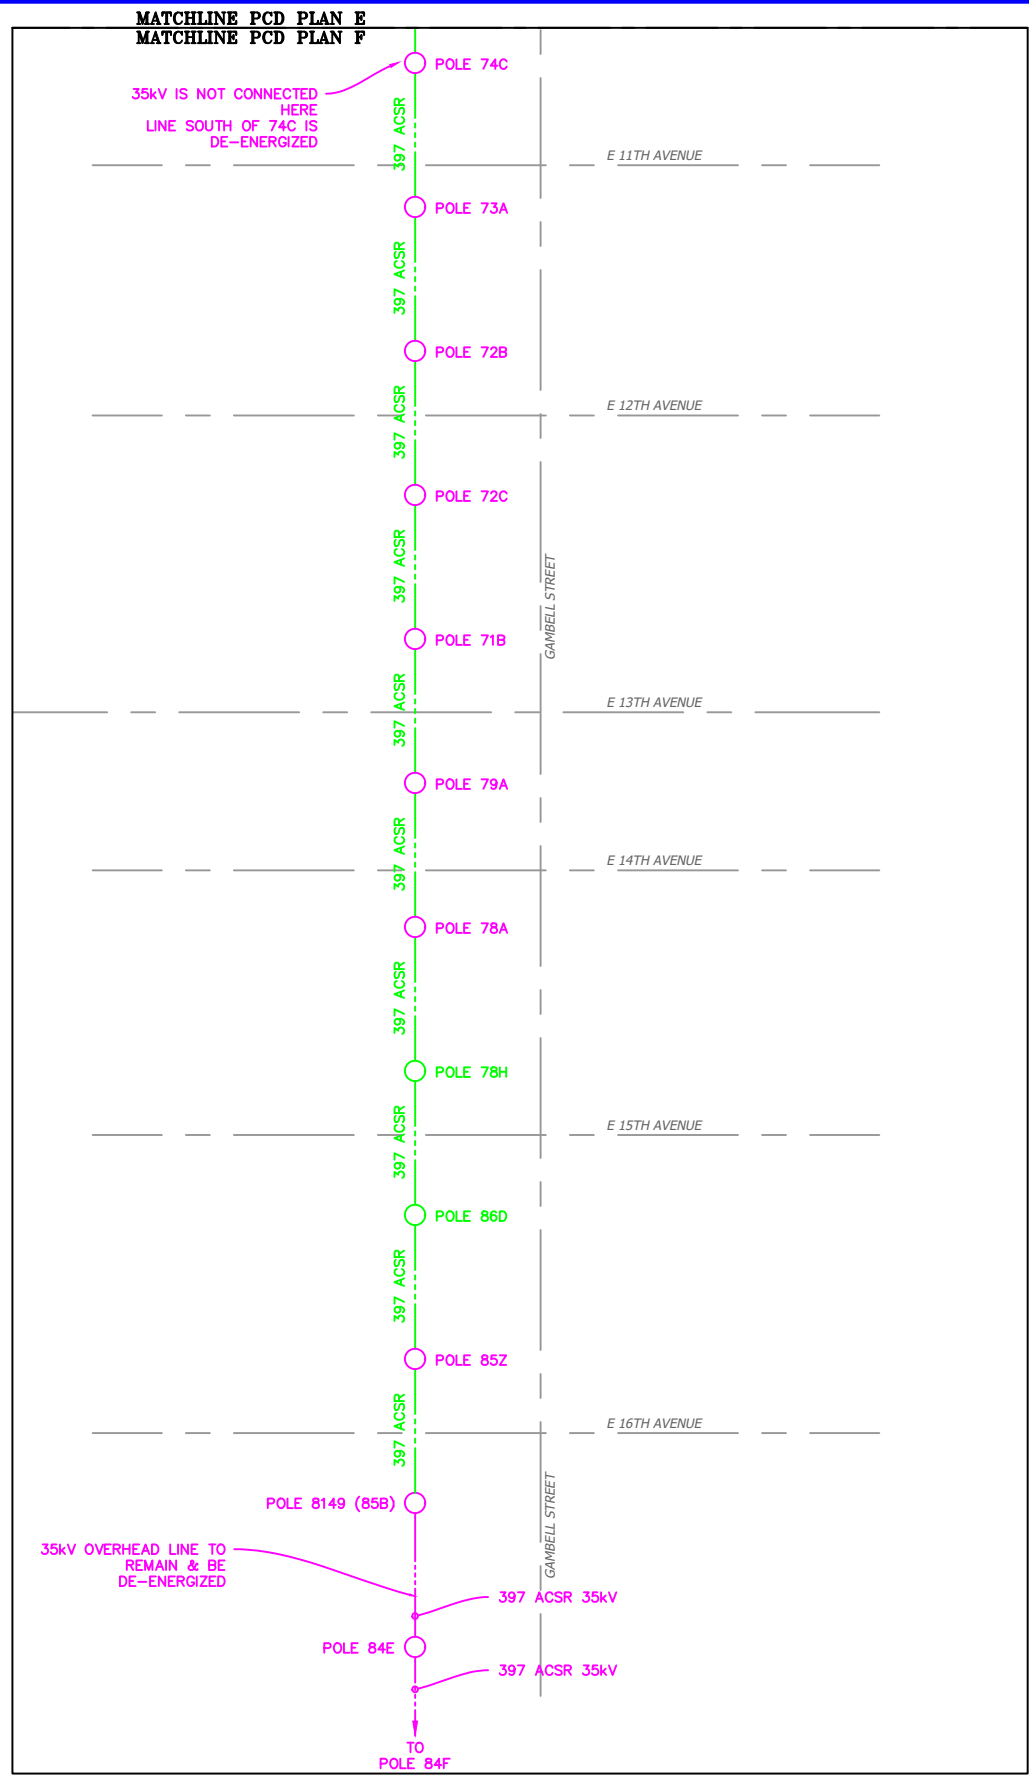 MATCHLINE PCD PLAN E
MATCHLINE PCD PLAN F
POLE 74C
35kV IS NOT CONNECTED
HERE
LINE SOUTH OF 74C IS
DE-ENERGIZED
397 ACSR
E 11TH AVENUE
POLE 73A
397 ACSR
POLE 72B
397 ACSR
E 12TH AVENUE
POLE 72C
397 ACSR
GAMBELL STREET
POLE 71B
397 ACSR
E 13TH AVENUE
POLE 79A
397 ACSR
E 14TH AVENUE
POLE 78A
397 ACSR
POLE 78H
397 ACSR
E 15TH AVENUE
POLE 86D
397 ACSR
POLE 85Z
397 ACSR
E 16TH AVENUE
POLE 8149 (85B)
GAMBELL STREET
35kV OVERHEAD LINE TO
REMAIN & BE
DE-ENERGIZED
397 ACSR 35kV
POLE 84E
397 ACSR 35kV
TO
POLE 84F